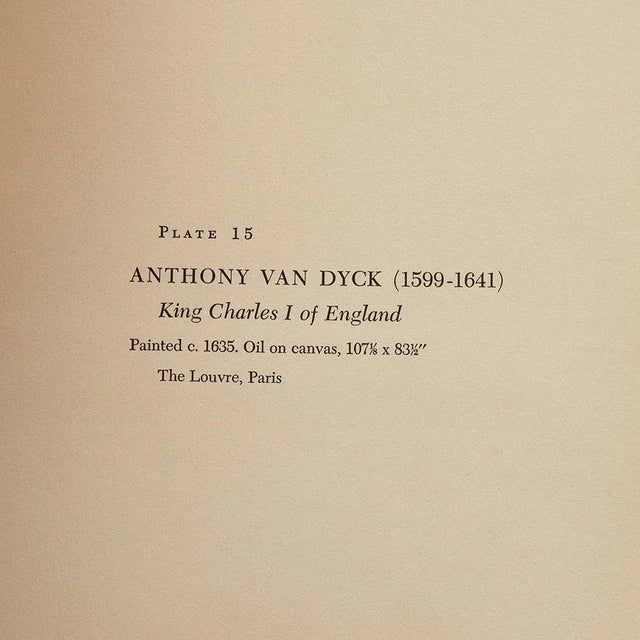 PLATE 15
ANTHONY VAN DYCK (1599-1641)
King Charles I of England
Painted c. 1635. Oil on canvas, 107⅛ x 83½″
The Louvre, Paris